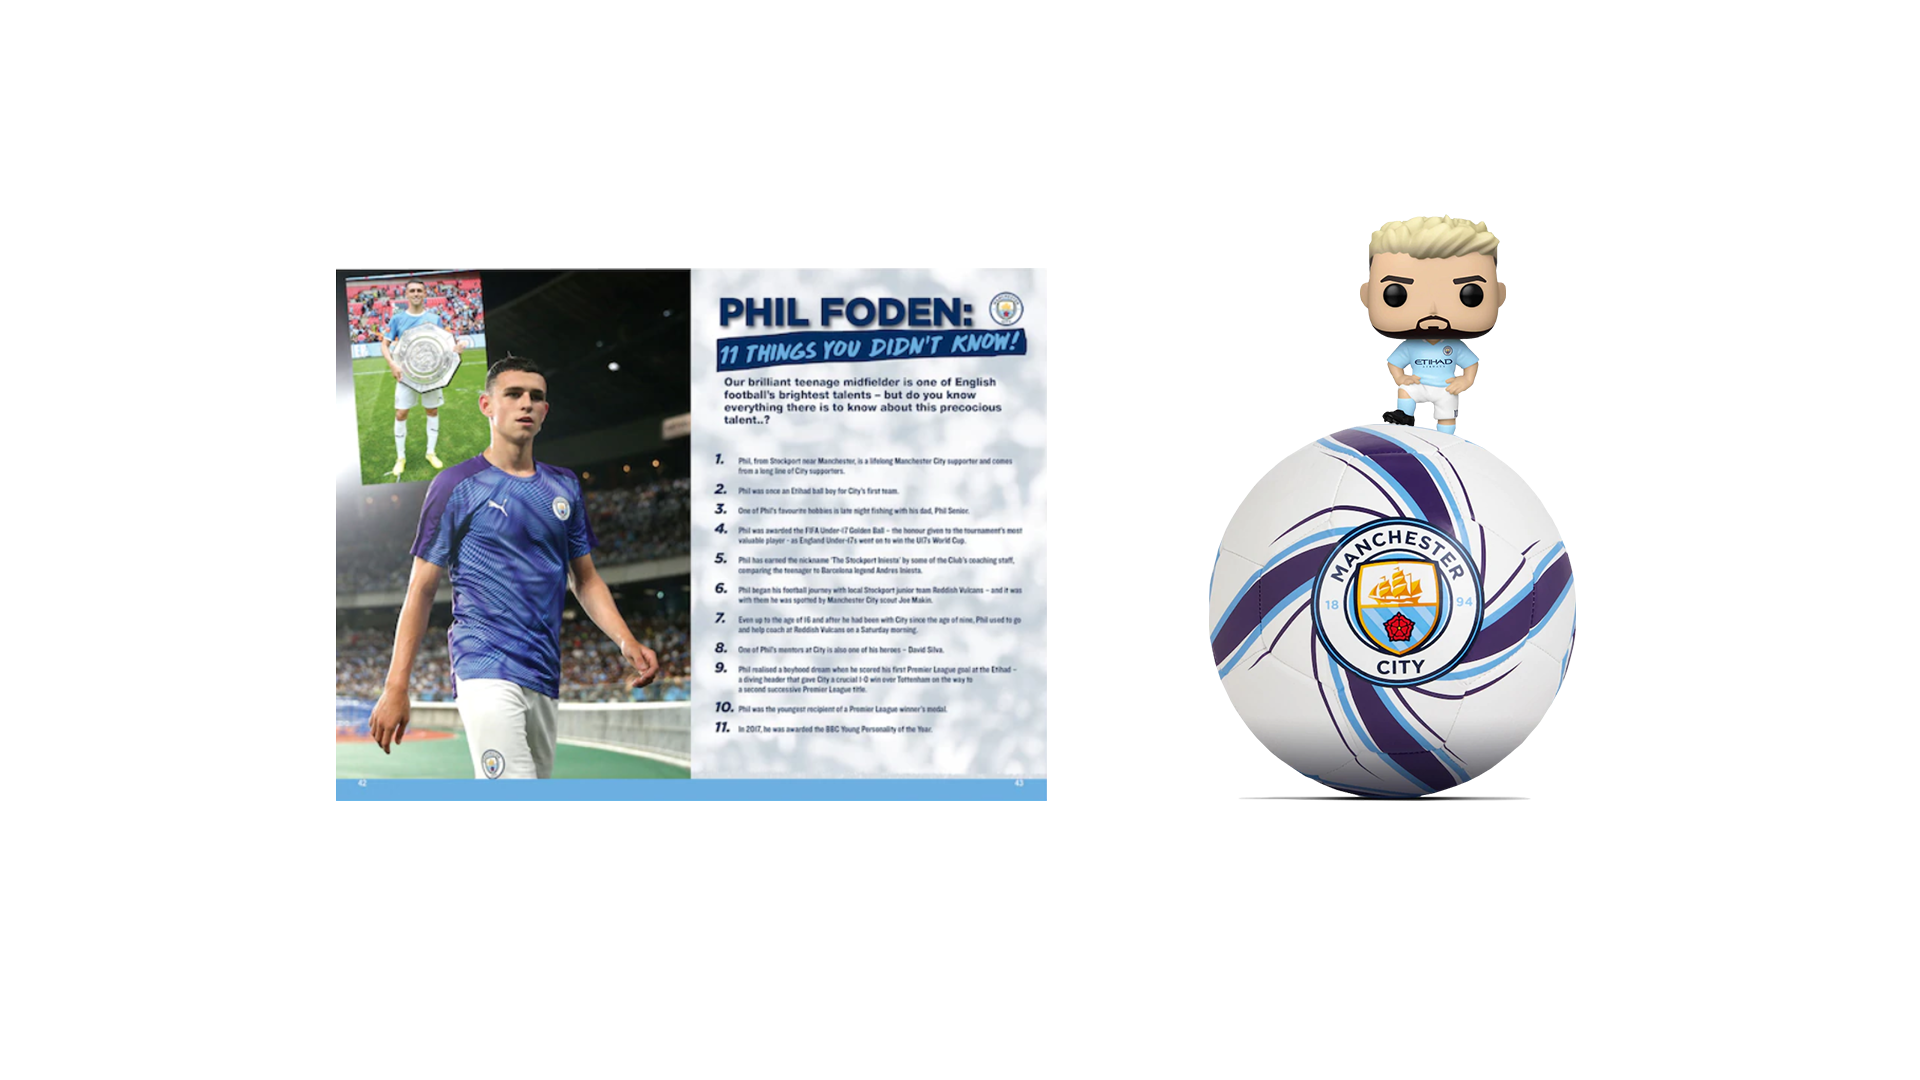 PHIL FODEN:
11 THINGS YOU DIDN'T KNOW!
Our brilliant teenage midfielder is one of English
football's brightest talents – but do you know
everything there is to know about this precocious
talent..?
1. Phil, from Stockport near Manchester, is a lifelong Manchester City supporter and comes
from a long line of City supporters.
2. Phil was once an Etihad ball boy for City's first team.
3. One of Phil's favourite hobbies is late night fishing with his dad, Phil Senior.
4. Phil was awarded the FIFA Under-17 Golden Ball – the honour given to the tournament's most
valuable player - as England Under-17s went on to win the U17s World Cup.
5. Phil has earned the nickname 'The Stockport Iniesta' by some of the Club's coaching staff,
comparing the teenager to Barcelona legend Andres Iniesta.
6. Phil began his football journey with local Stockport junior team Reddish Vulcans – and it was
with them he was spotted by Manchester City scout Joe Makin.
7. Even up to the age of 16 and after he had been with City since the age of nine, Phil used to go
and help coach at Reddish Vulcans on a Saturday morning.
8. One of Phil's mentors at City is also one of his heroes – David Silva.
9. Phil realised a boyhood dream when he scored his first Premier League goal at the Etihad –
a diving header that gave City a crucial 1-0 win over Tottenham on the way to
a second successive Premier League title.
10. Phil was the youngest recipient of a Premier League winner's medal.
11. In 2017, he was awarded the BBC Young Personality of the Year.
42
43
ETIHAD
MANCHESTER
18 94
CITY